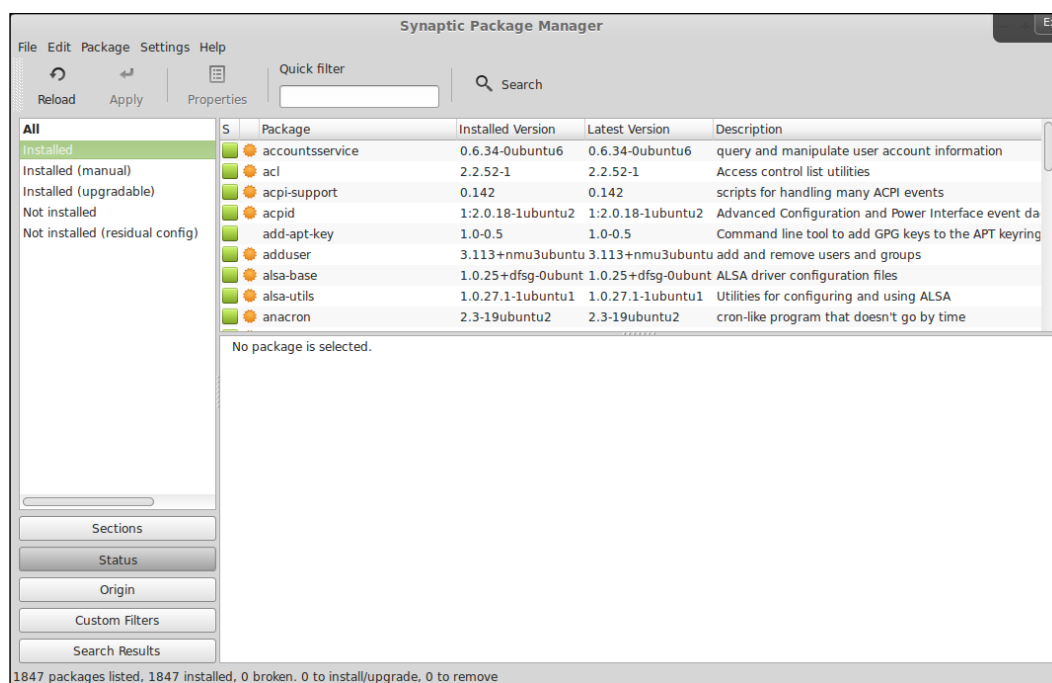 Synaptic Package Manager
File Edit Package Settings Help
Reload Apply Properties Quick filter Search
All
Installed
Installed (manual)
Installed (upgradable)
Not installed
Not installed (residual config)
S Package Installed Version Latest Version Description
accountsservice 0.6.34-0ubuntu6 0.6.34-0ubuntu6 query and manipulate user account information
acl 2.2.52-1 2.2.52-1 Access control list utilities
acpi-support 0.142 0.142 scripts for handling many ACPI events
acpid 1:2.0.18-1ubuntu2 1:2.0.18-1ubuntu2 Advanced Configuration and Power Interface event da
add-apt-key 1.0-0.5 1.0-0.5 Command line tool to add GPG keys to the APT keyring
adduser 3.113+nmu3ubuntu 3.113+nmu3ubuntu add and remove users and groups
alsa-base 1.0.25+dfsg-0ubunt 1.0.25+dfsg-0ubunt ALSA driver configuration files
alsa-utils 1.0.27.1-1ubuntu1 1.0.27.1-1ubuntu1 Utilities for configuring and using ALSA
anacron 2.3-19ubuntu2 2.3-19ubuntu2 cron-like program that doesn't go by time
No package is selected.
Sections
Status
Origin
Custom Filters
Search Results
1847 packages listed, 1847 installed, 0 broken. 0 to install/upgrade, 0 to remove